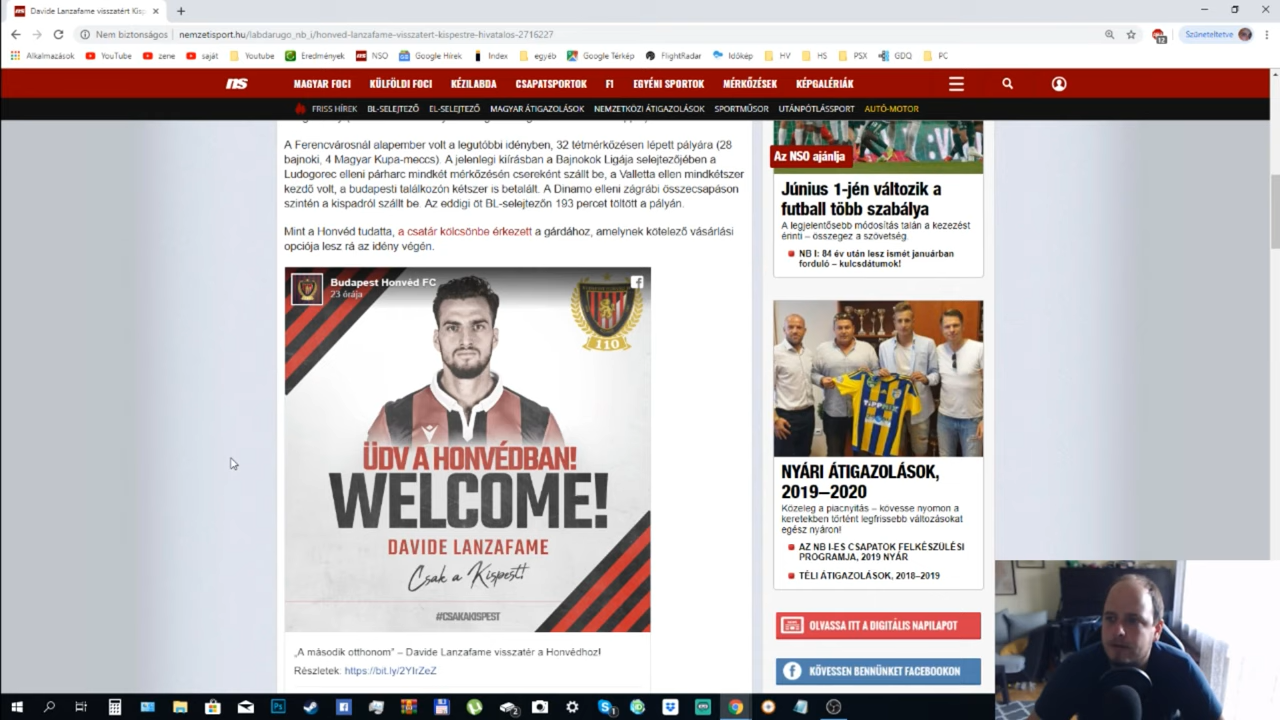 Davide Lanzafame visszatért Kisp
Nem biztonságos
nemzetisport.hu/labdarugo_nb_i/honved-lanzafame-visszatert-kispestre-hivatalos-2716227
Szüneteltetve
Alkalmazások YouTube zene saját Youtube Eredmények NSO Google Hírek Index egyéb Google Térkép FlightRadar Időkép HV HS PSX GDQ PC
MAGYAR FOCI KÜLFÖLDI FOCI KÉZILABDA CSAPATSPORTOK F1 EGYÉNI SPORTOK MÉRKŐZÉSEK KÉPGALÉRIÁK
FRISS HÍREK BL-SELEJTEZŐ EL-SELEJTEZŐ MAGYAR ÁTIGAZOLÁSOK NEMZETKÖZI ÁTIGAZOLÁSOK SPORTMŰSOR UTÁNPÓTLÁSSPORT AUTÓ-MOTOR
A Ferencvárosnál alapember volt a legutóbbi idényben, 32 tétmérkőzésen lépett pályára (28
bajnoki, 4 Magyar Kupa-meccs). A jelenlegi kiírásban a Bajnokok Ligája selejtezőjében a
Ludogorec elleni párharc mindkét mérkőzésén csereként szállt be, a Valletta ellen mindkétszer
kezdő volt, a budapesti találkozón kétszer is betalált. A Dinamo elleni zágrábi összecsapáson
szintén a kispadról szállt be. Az eddigi öt BL-selejtezőn 193 percet töltött a pályán.
Mint a Honvéd tudatta, a csatár kölcsönbe érkezett a gárdához, amelynek kötelező vásárlási
opciója lesz rá az idény végén.
Budapest Honvéd FC
23 órája
110
ÜDV A HONVÉDBAN!
WELCOME!
DAVIDE LANZAFAME
Csak a Kispest!
#CSAKAKISPEST
„A második otthonom” – Davide Lanzafame visszatér a Honvédhoz!
Részletek: https://bit.ly/2YIrZeZ
Az NSO ajánlja
Június 1-jén változik a
futball több szabálya
A legjelentősebb módosítás talán a kezezést
érinti – összegez a szövetség.
NB I: 84 év után lesz ismét januárban
forduló – kulcsdátumok!
TIPPMIX
NYÁRI ÁTIGAZOLÁSOK,
2019–2020
Közeleg a piacnyitás – kövesse nyomon a
keretekben történt legfrissebb változásokat
egész nyáron!
AZ NB I-ES CSAPATOK FELKÉSZÜLÉSI
PROGRAMJA, 2019 NYÁR
TÉLI ÁTIGAZOLÁSOK, 2018–2019
OLVASSA ITT A DIGITÁLIS NAPILAPOT
KÖVESSEN BENNÜNKET FACEBOOKON